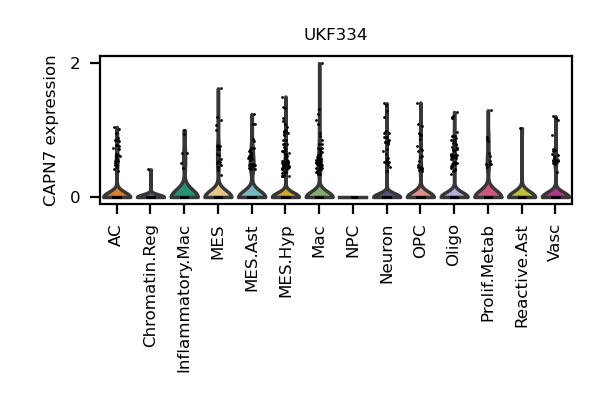 UKF334
CAPN7 expression
2
0
AC
Chromatin.Reg
Inflammatory.Mac
MES
MES.Ast
MES.Hyp
Mac
NPC
Neuron
OPC
Oligo
Prolif.Metab
Reactive.Ast
Vasc